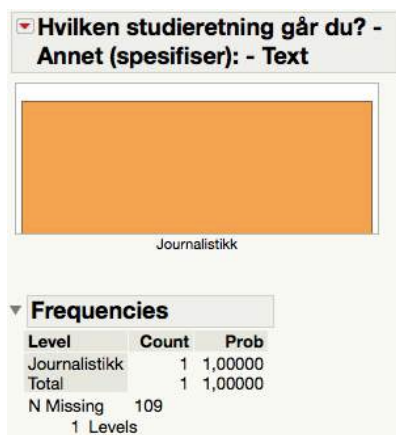 Hvilken studieretning går du? -
Annet (spesifiser): - Text
Journalistikk
Frequencies
Level Count Prob
Journalistikk 1 1,00000
Total 1 1,00000
N Missing 109
1 Levels